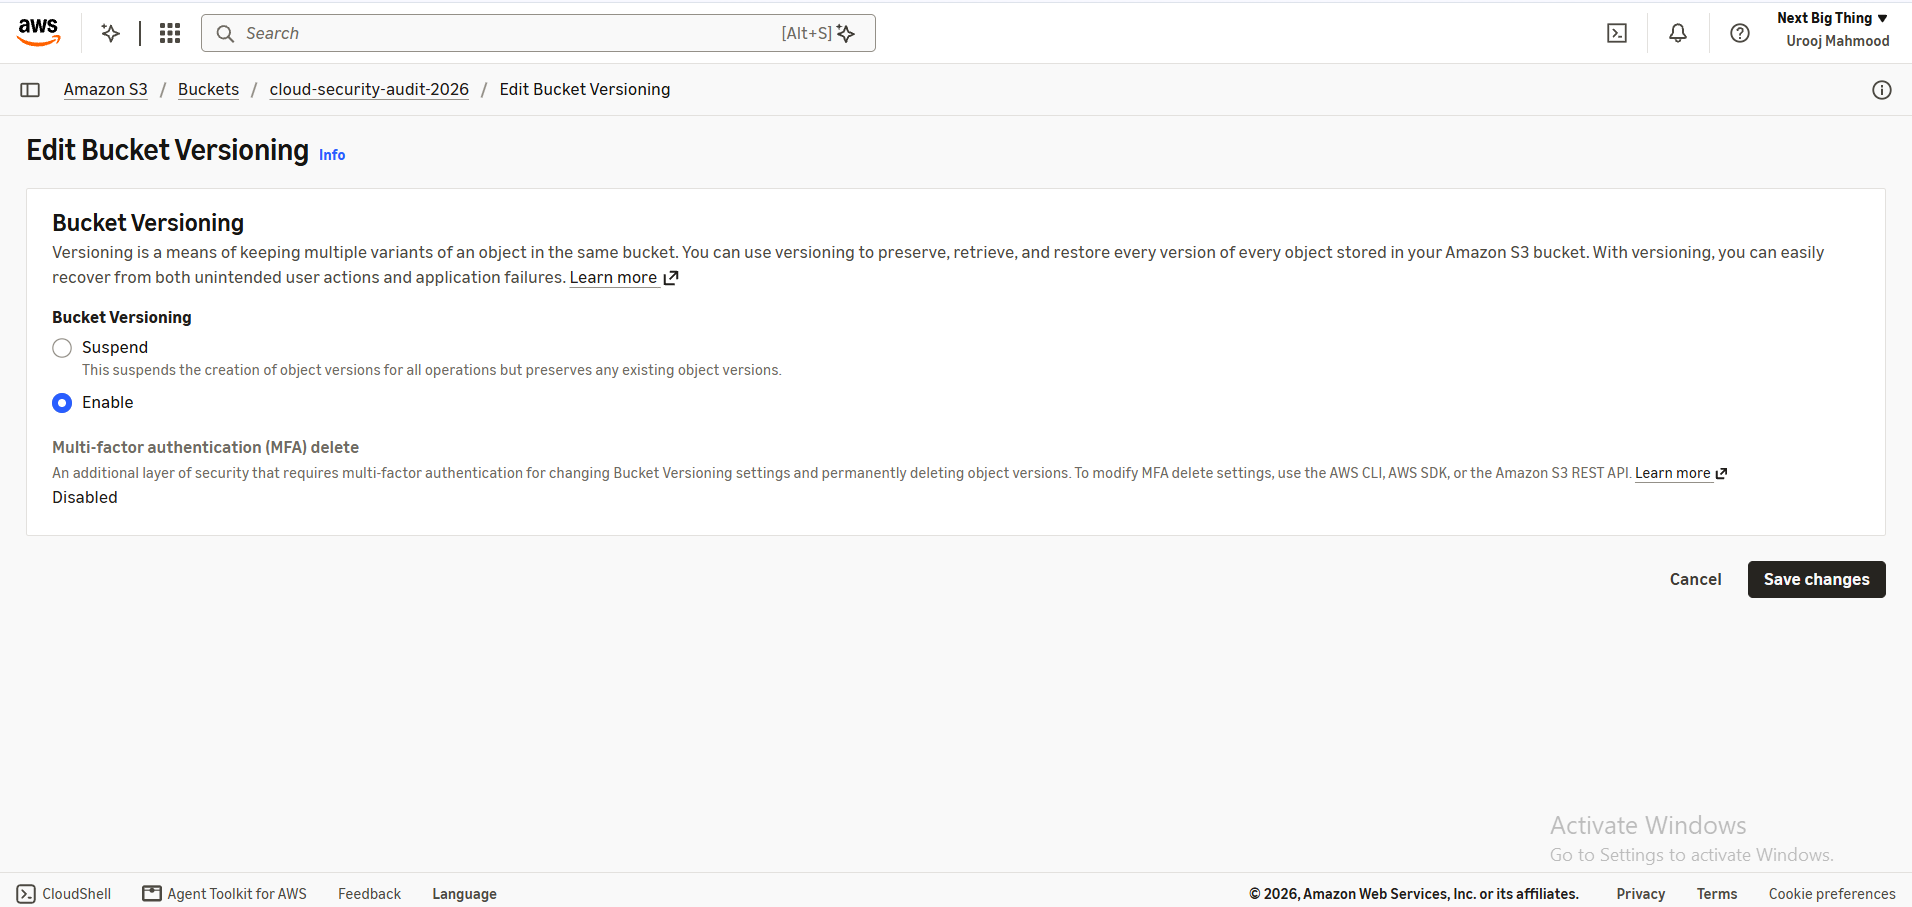 aws
Search [Alt+S]
Next Big Thing
Urooj Mahmood
Amazon S3 / Buckets / cloud-security-audit-2026 / Edit Bucket Versioning
Edit Bucket Versioning Info
Bucket Versioning
Versioning is a means of keeping multiple variants of an object in the same bucket. You can use versioning to preserve, retrieve, and restore every version of every object stored in your Amazon S3 bucket. With versioning, you can easily
recover from both unintended user actions and application failures. Learn more
Bucket Versioning
Suspend
This suspends the creation of object versions for all operations but preserves any existing object versions.
Enable
Multi-factor authentication (MFA) delete
An additional layer of security that requires multi-factor authentication for changing Bucket Versioning settings and permanently deleting object versions. To modify MFA delete settings, use the AWS CLI, AWS SDK, or the Amazon S3 REST API. Learn more
Disabled
Cancel Save changes
Activate Windows
Go to Settings to activate Windows.
CloudShell Agent Toolkit for AWS Feedback Language © 2026, Amazon Web Services, Inc. or its affiliates. Privacy Terms Cookie preferences